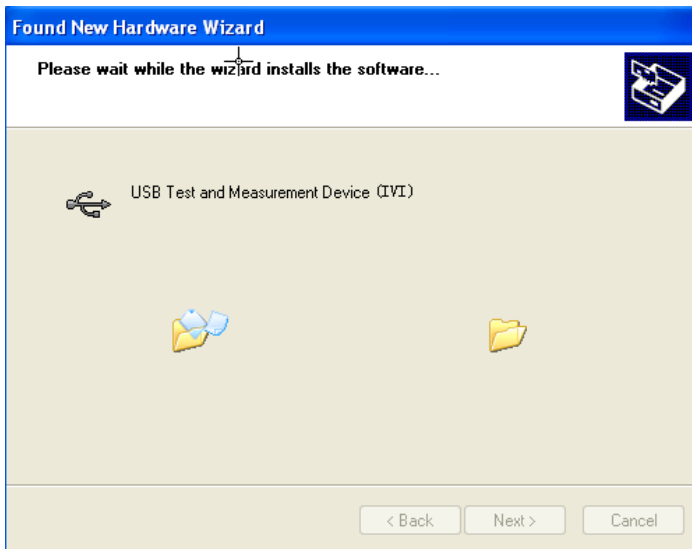 Found New Hardware Wizard
Please wait while the wizard installs the software...
USB Test and Measurement Device (IVI)
< Back
Next >
Cancel